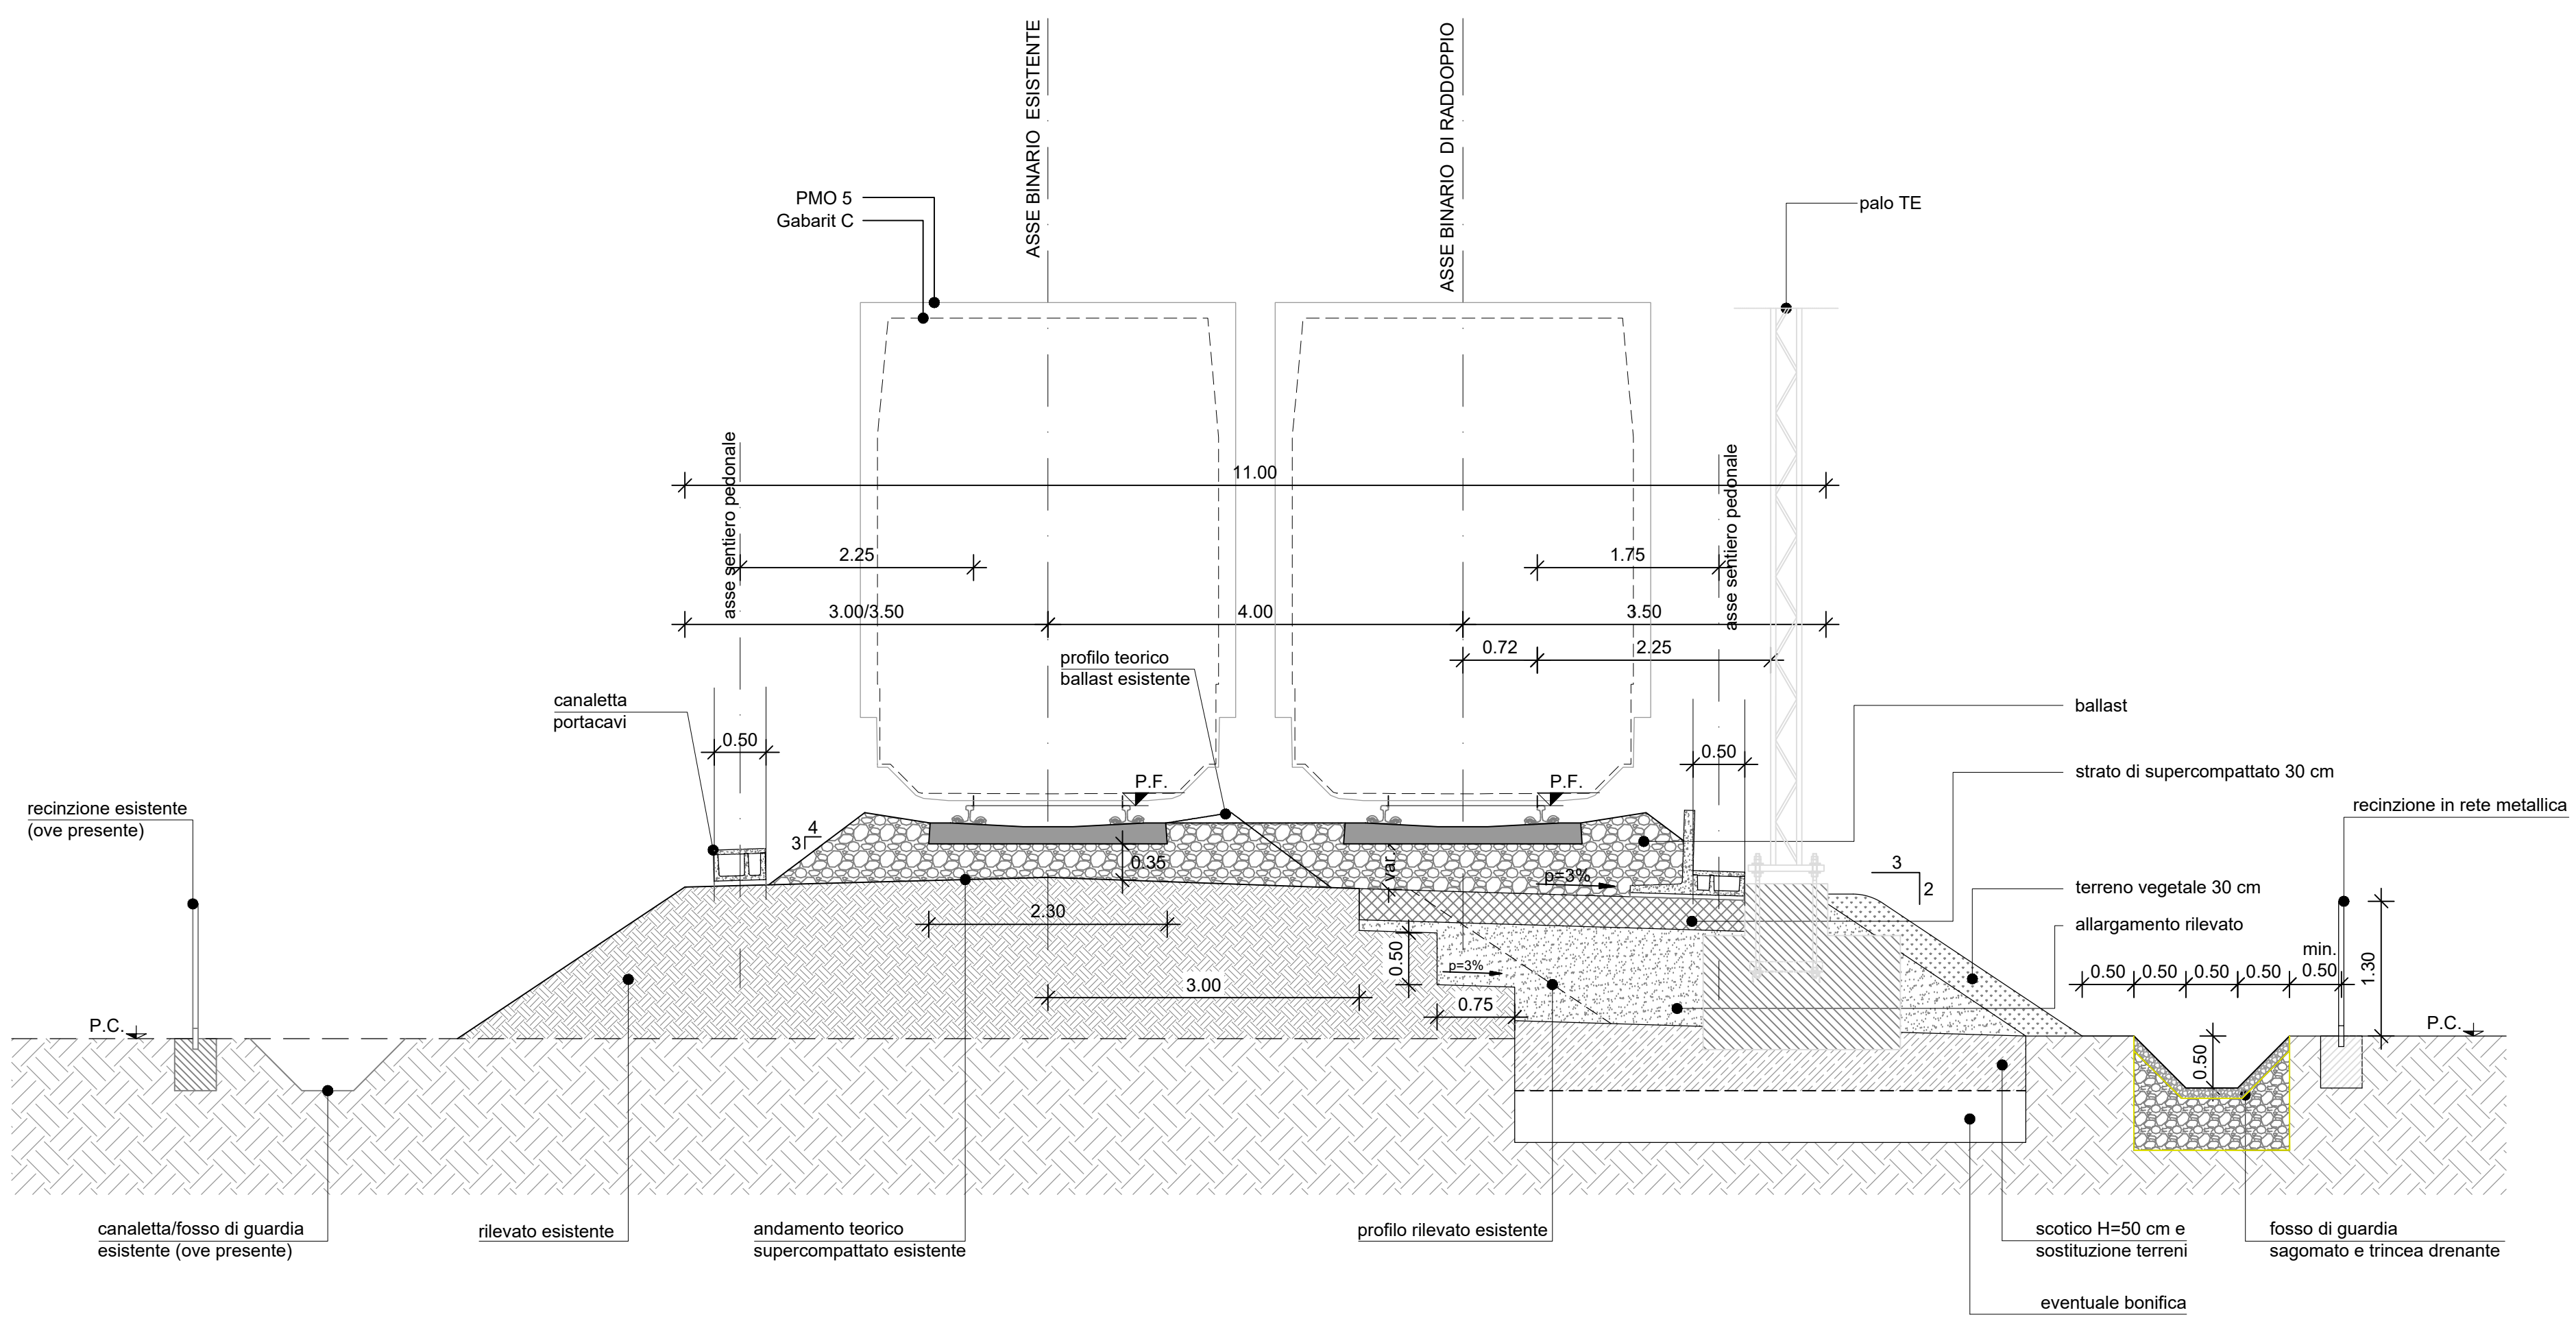 ASSE BINARIO ESISTENTE
ASSE BINARIO DI RADDOPPIO
PMO 5
Gabarit C
palo TE
asse sentiero pedonale
asse sentiero pedonale
11.00
2.25
1.75
3.00/3.50
4.00
3.50
0.72
2.25
profilo teorico
ballast esistente
canaletta
portacavi
0.50
0.50
ballast
strato di supercompattato 30 cm
P.F.
P.F.
recinzione esistente
(ove presente)
recinzione in rete metallica
4
3
0.35
var.
p=3%
3
2
terreno vegetale 30 cm
2.30
allargamento rilevato
0.50
p=3%
min.
0.50
0.50
0.50
0.50
0.50
1.30
3.00
0.75
P.C.
P.C.
0.50
canaletta/fosso di guardia
esistente (ove presente)
rilevato esistente
andamento teorico
supercompattato esistente
profilo rilevato esistente
scotico H=50 cm e
sostituzione terreni
fosso di guardia
sagomato e trincea drenante
eventuale bonifica